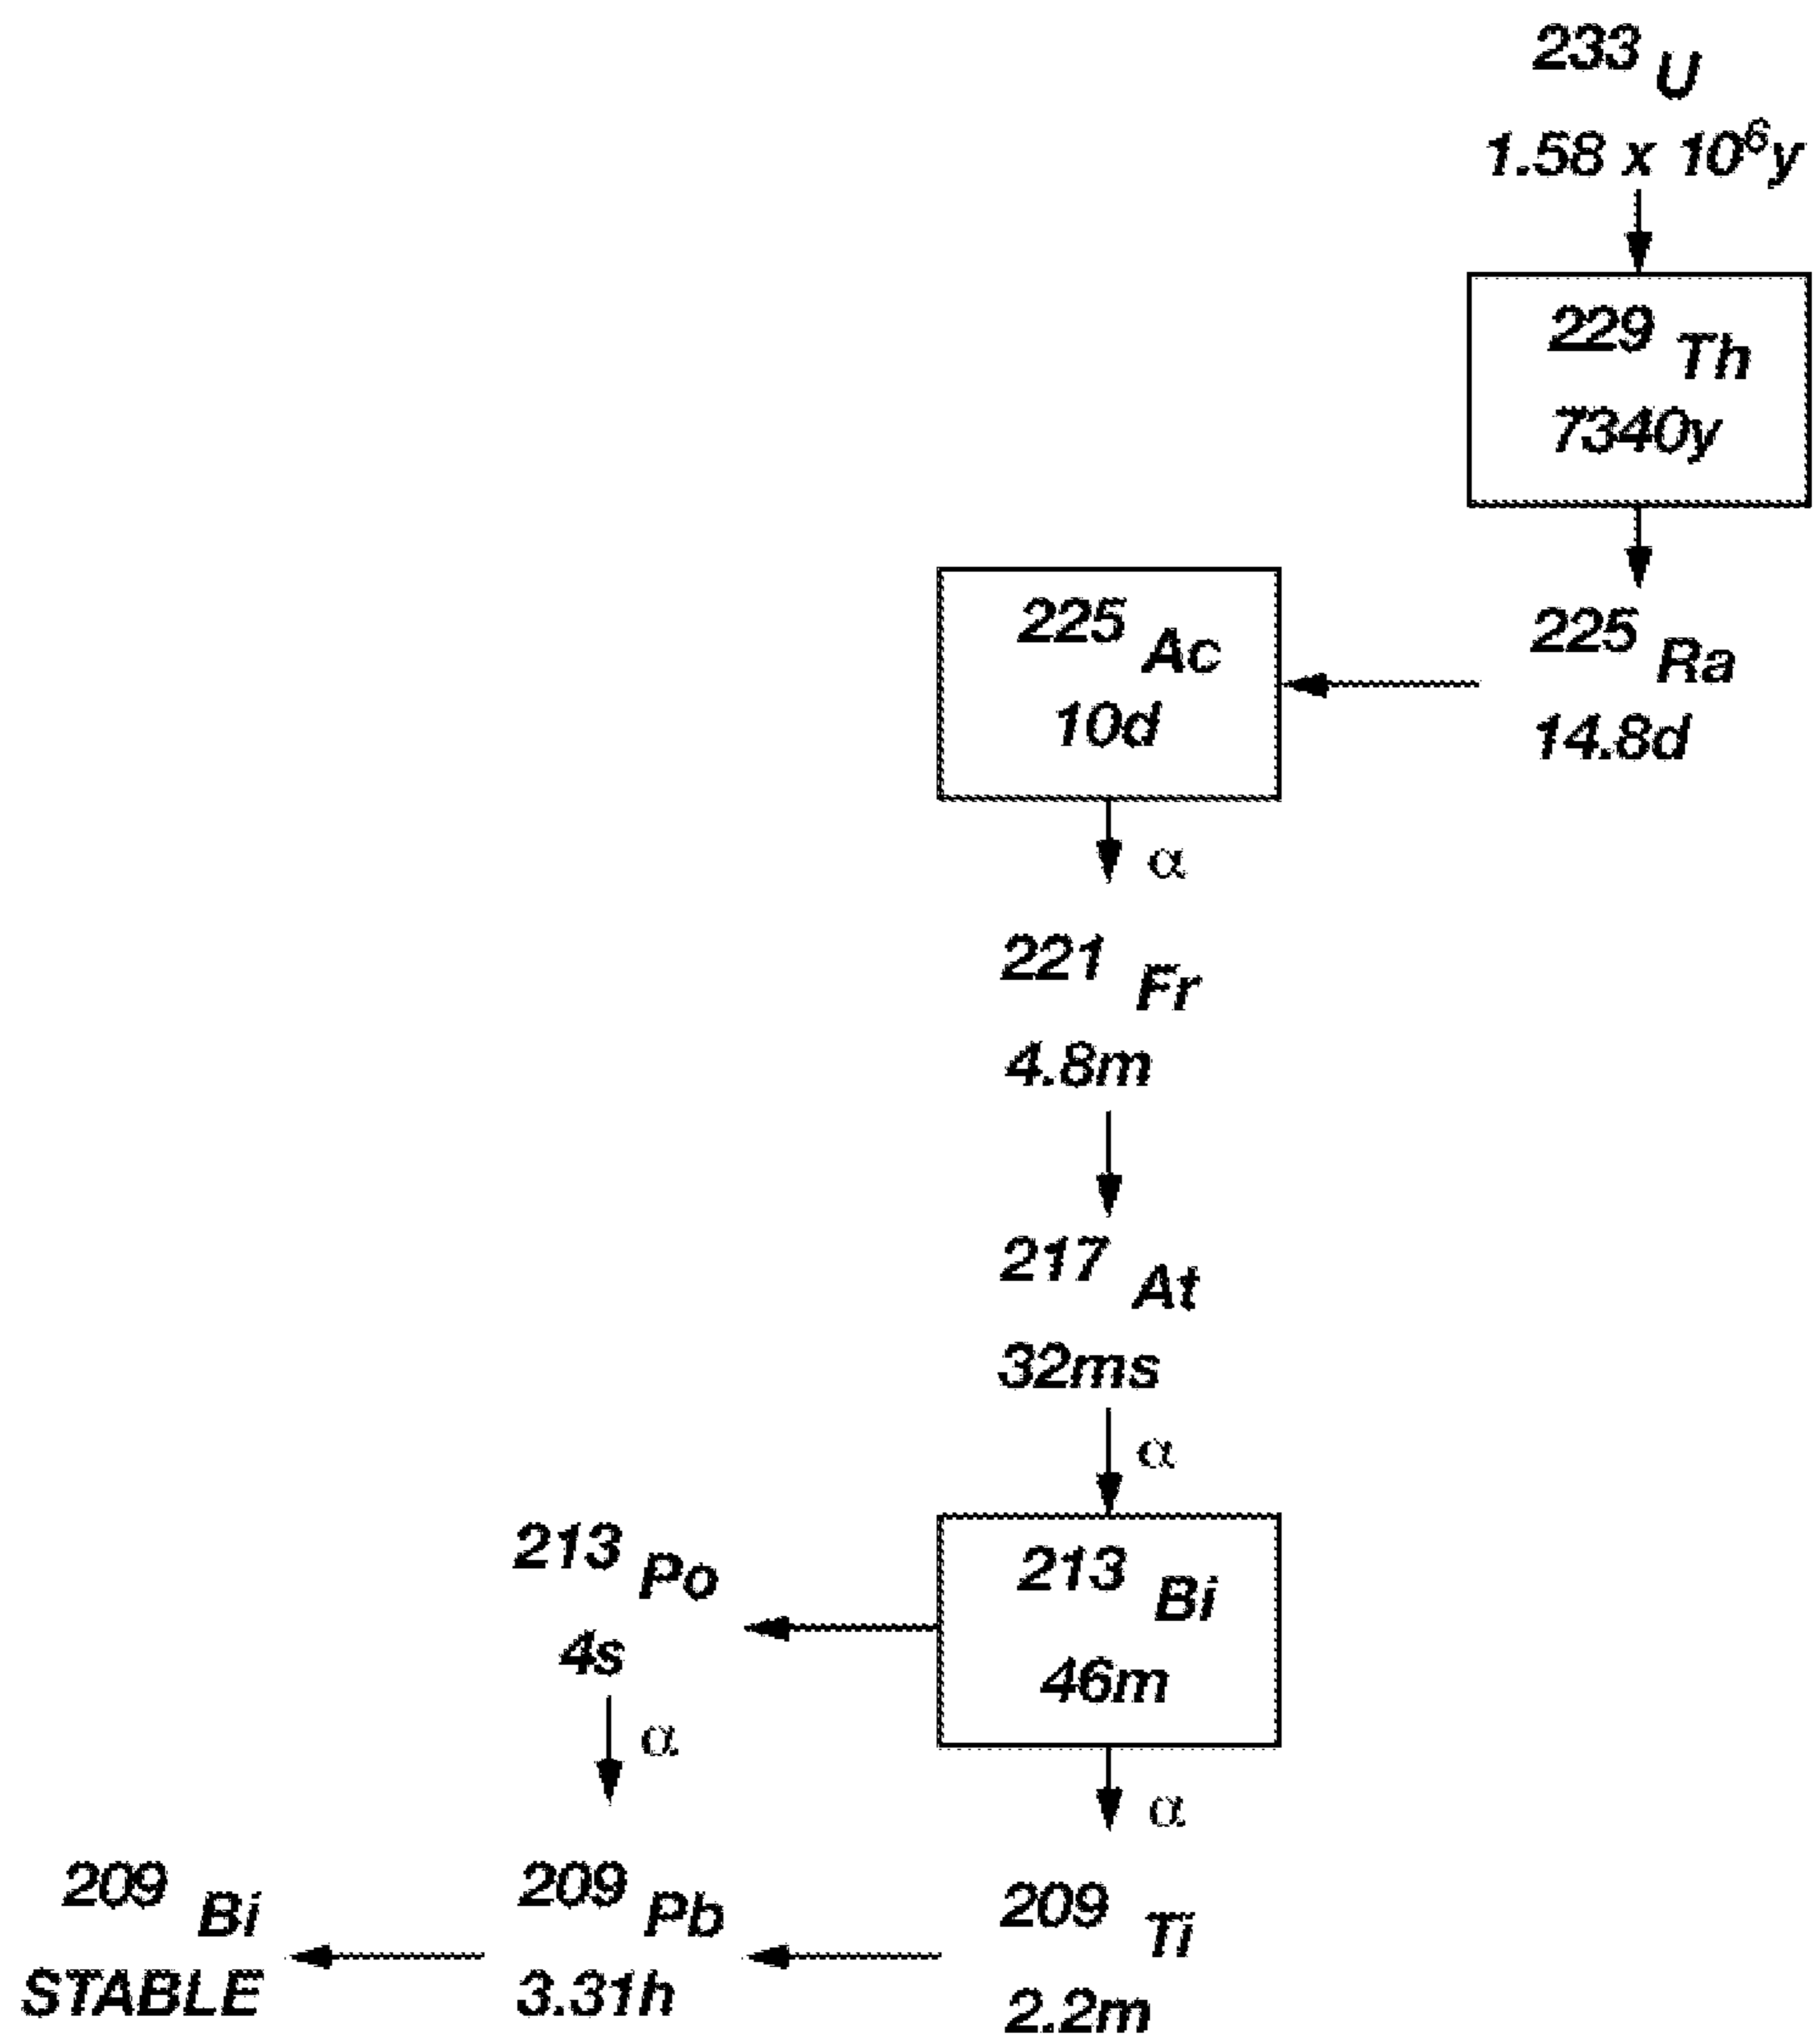 233 U
1.58 x 10⁶y
229 Th
7340y
225 Ac
10d
225 Ra
14.8d
α
221 Fr
4.8m
217 At
32ms
α
213 Po
4s
213 Bi
46m
α
α
209 Bi
STABLE
209 Pb
3.31h
209 Ti
2.2m